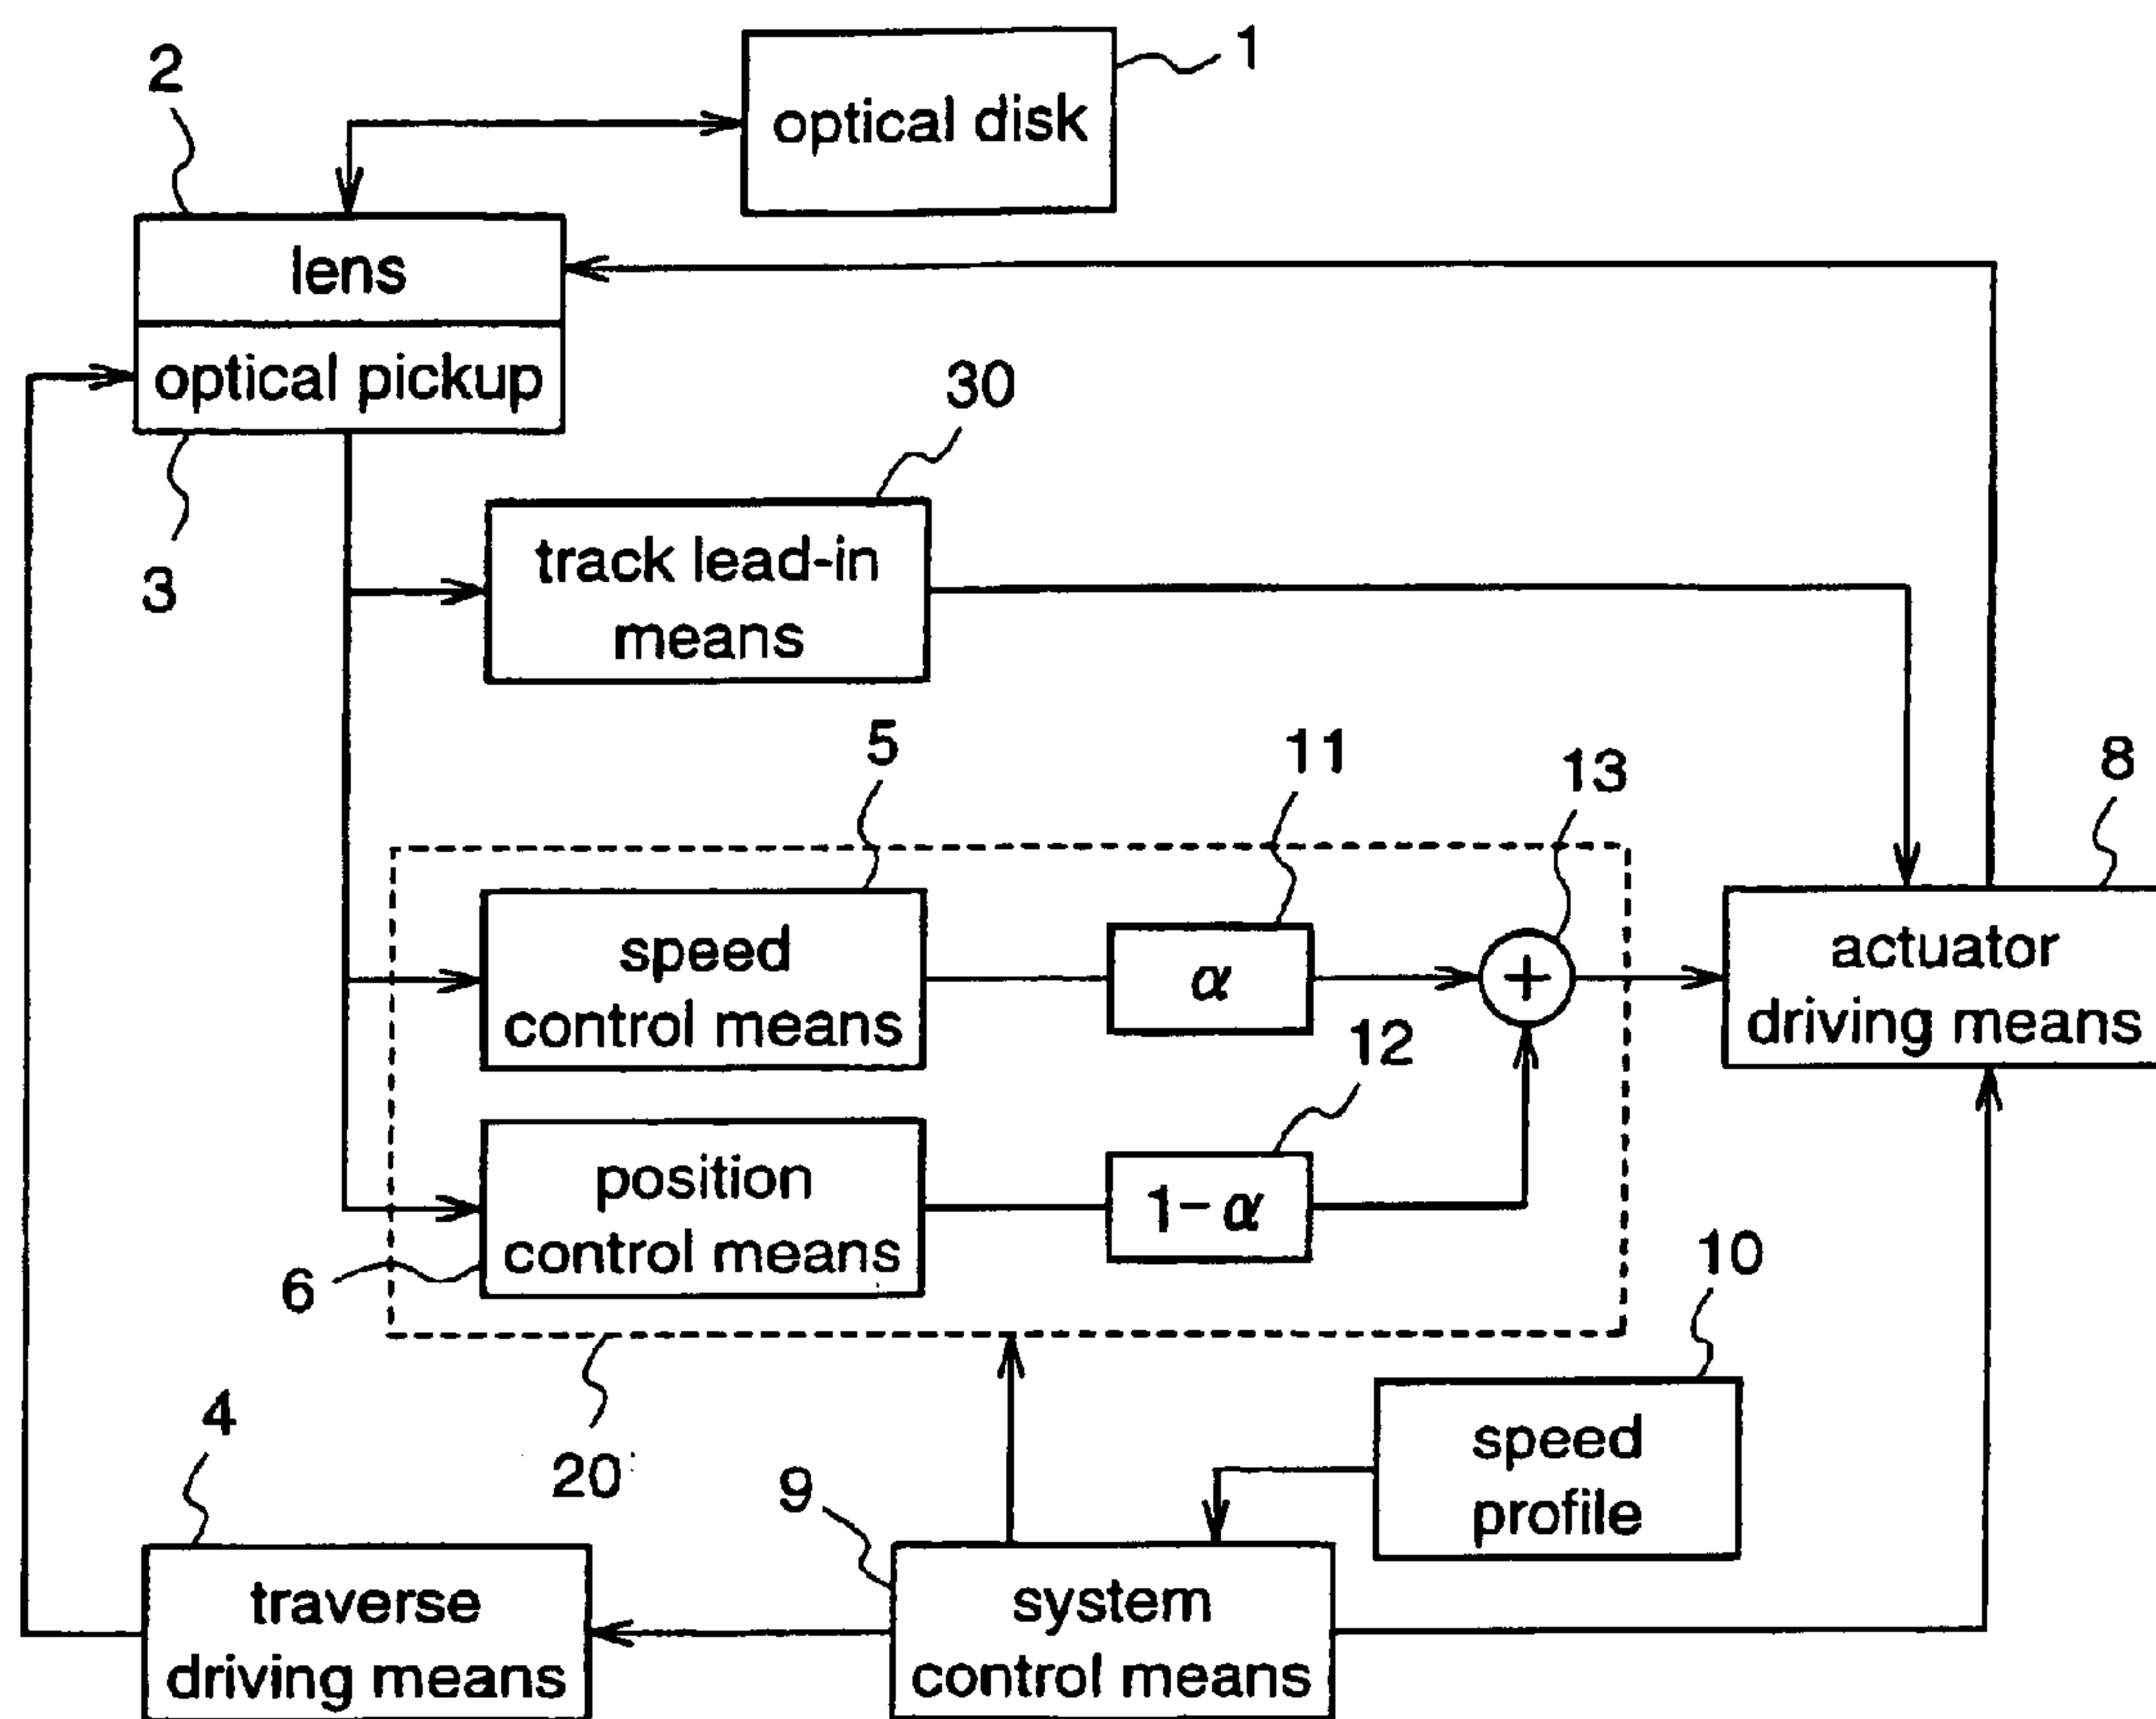 1
optical disk
2
lens
optical pickup
3
30
track lead-in
means
5
11
13
8
speed
control means
α
+
actuator
driving means
12
position
control means
1-α
6
10
20
speed
profile
4
9
traverse
driving means
system
control means